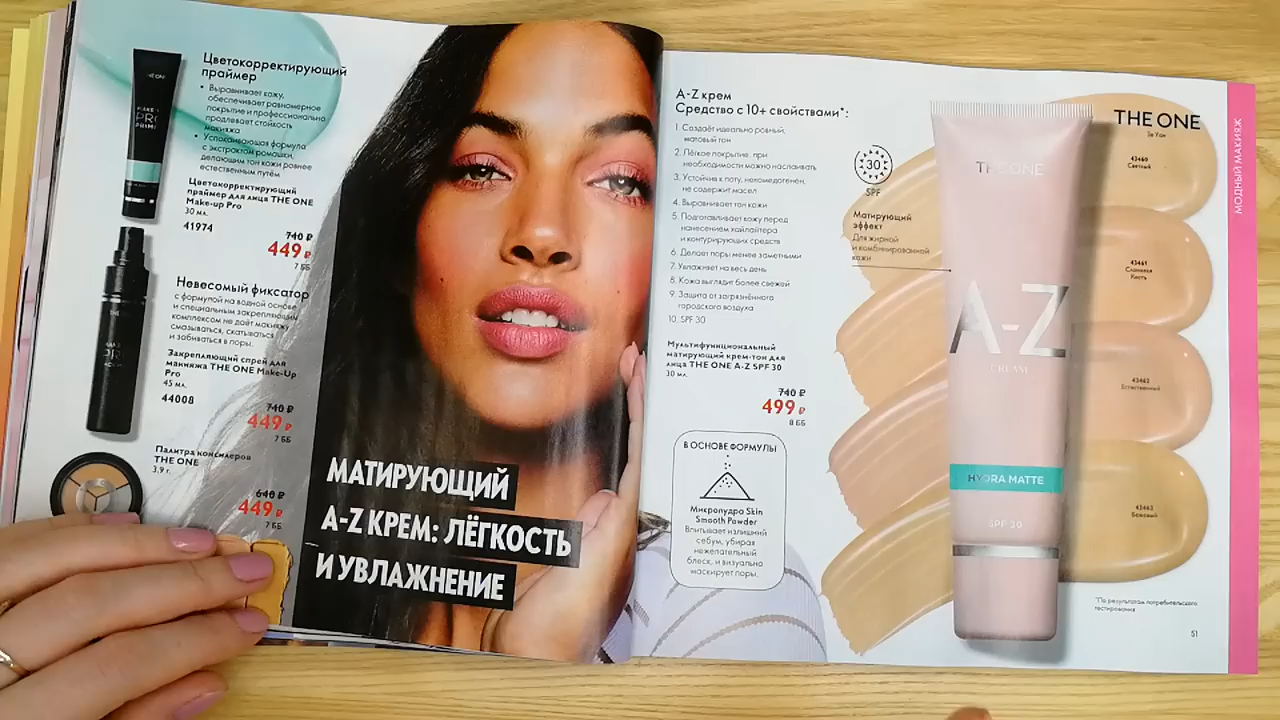 Цветокорректирующий
праймер
• Выравнивает кожу,
обеспечивает равномерное
покрытие и профессионально
продлевает стойкость
макияжа
• Успокаивающая формула
с экстрактом ромашки,
делающим тон кожи ровнее
естественным путём
Цветокорректирующий
праймер для лица THE ONE
Make-up Pro
30 мл.
41974
740 ₽
449 ₽
7 ББ
Невесомый фиксатор
с формулой на водной основе
и специальным закрепляющим
комплексом не даёт макияжу
смазываться, скатываться
и забиваться в поры.
Закрепляющий спрей для
макияжа THE ONE Make-Up
Pro
45 мл.
44008
740 ₽
449 ₽
7 ББ
Палитра консилеров
THE ONE
3,9 г.
640 ₽
449 ₽
7 ББ
МАТИРУЮЩИЙ
A-Z КРЕМ: ЛЁГКОСТЬ
И УВЛАЖНЕНИЕ
A-Z крем
Средство с 10+ свойствами*:
1. Создаёт идеально ровный,
матовый тон
2. Лёгкое покрытие, при
необходимости можно наслаивать
3. Устойчив к поту, некомедогенен,
не содержит масел
4. Выравнивает тон кожи
5. Подготавливает кожу перед
нанесением хайлайтера
и контурирующих средств
6. Делает поры менее заметными
7. Увлажняет на весь день
8. Кожа выглядит более свежей
9. Защита от загрязнённого
городского воздуха
10. SPF 30
Мультифункциональный
матирующий крем-тон для
лица THE ONE A-Z SPF 30
30 мл.
740 ₽
499 ₽
8 ББ
В ОСНОВЕ ФОРМУЛЫ
Микропудра Skin
Smooth Powder
Впитывает излишний
себум, убирая
нежелательный
блеск, и визуально
маскирует поры.
30
SPF
Матирующий
эффект
Для жирной
и комбинированной
кожи
THE ONE
A-Z
CREAM
HYDRA MATTE
SPF 30
THE ONE
Зе Уан
43460
Светлый
43461
Слоновая
Кость
43462
Естественный
43463
Бежевый
*По результатам потребительского
тестирования
51
МОДНЫЙ МАКИЯЖ